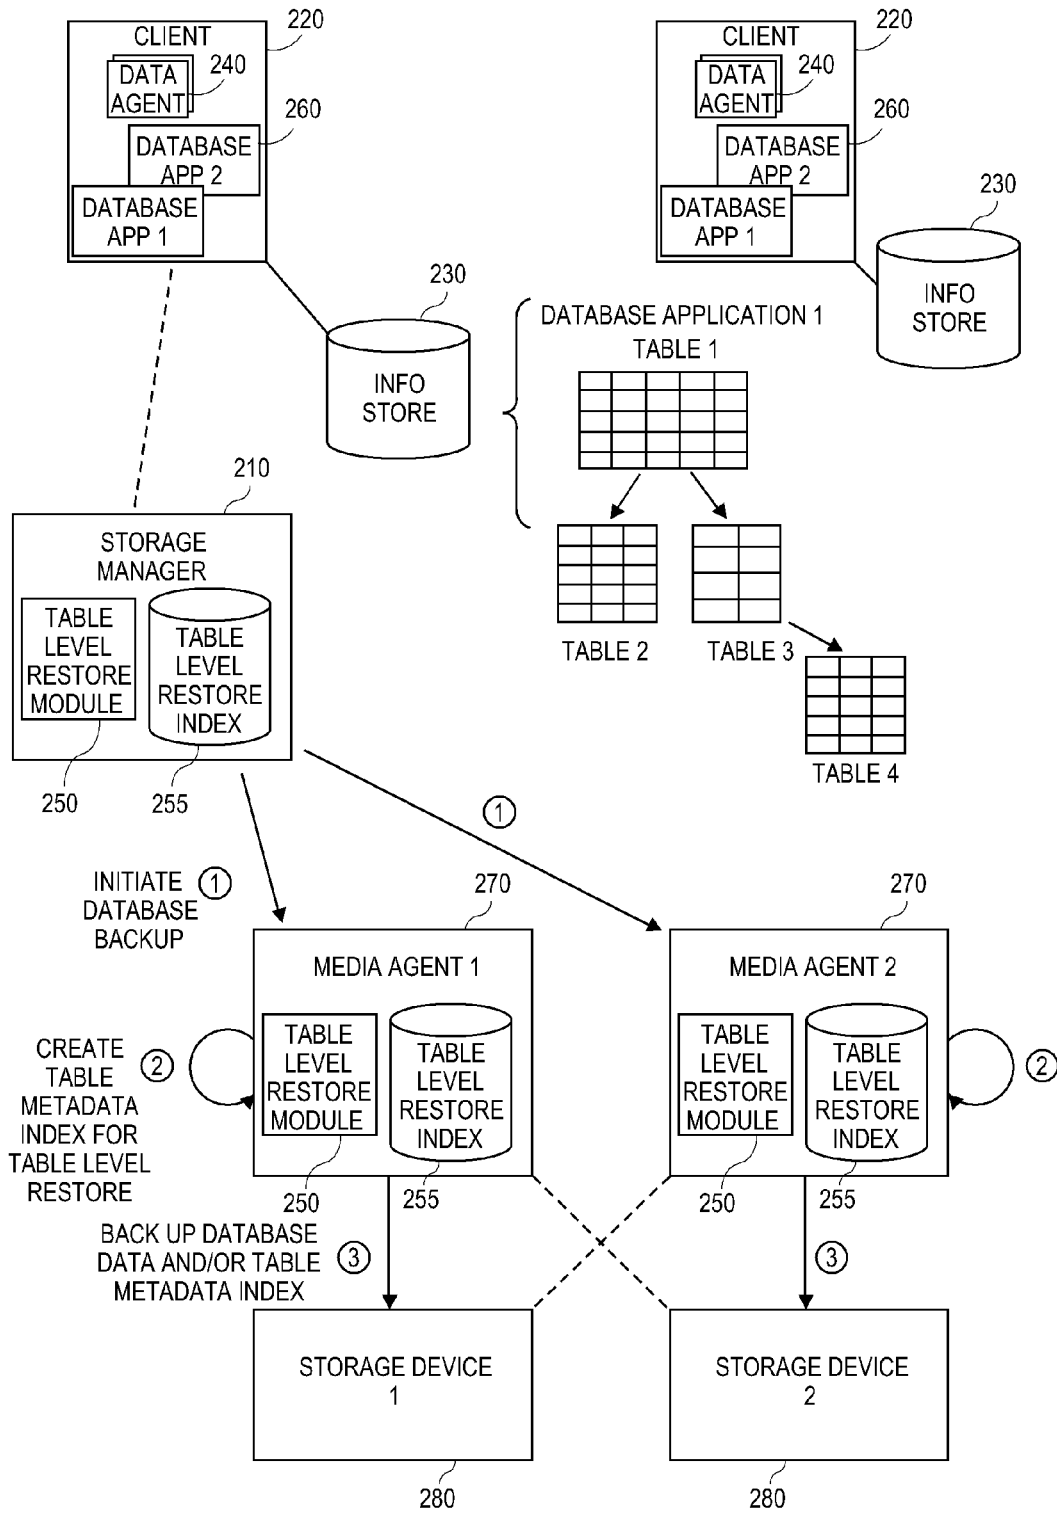 220
CLIENT
240
DATA
AGENT
260
DATABASE
APP 2
DATABASE
APP 1
220
CLIENT
240
DATA
AGENT
260
DATABASE
APP 2
DATABASE
APP 1
230
INFO
STORE
230
INFO
STORE
DATABASE APPLICATION 1
TABLE 1
TABLE 2
TABLE 3
TABLE 4
210
STORAGE
MANAGER
TABLE
LEVEL
RESTORE
MODULE
TABLE
LEVEL
RESTORE
INDEX
250
255
1
INITIATE
DATABASE
BACKUP
1
270
MEDIA AGENT 1
TABLE
LEVEL
RESTORE
MODULE
TABLE
LEVEL
RESTORE
INDEX
250
255
270
MEDIA AGENT 2
TABLE
LEVEL
RESTORE
MODULE
TABLE
LEVEL
RESTORE
INDEX
250
255
CREATE
TABLE
METADATA
INDEX FOR
TABLE LEVEL
RESTORE
2
2
BACK UP DATABASE
DATA AND/OR TABLE
METADATA INDEX
3
3
STORAGE DEVICE
1
280
STORAGE DEVICE
2
280